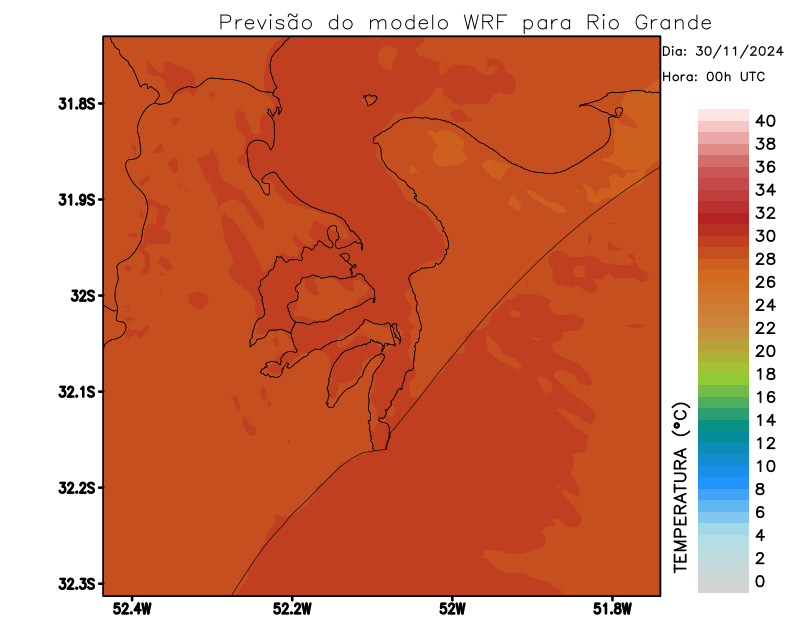 Previsão do modelo WRF para Rio Grande
Dia: 30/11/2024
Hora: 00h UTC
31.8S
31.9S
32S
32.1S
32.2S
32.3S
52.4W
52.2W
52W
51.8W
TEMPERATURA (°C)
40
38
36
34
32
30
28
26
24
22
20
18
16
14
12
10
8
6
4
2
0